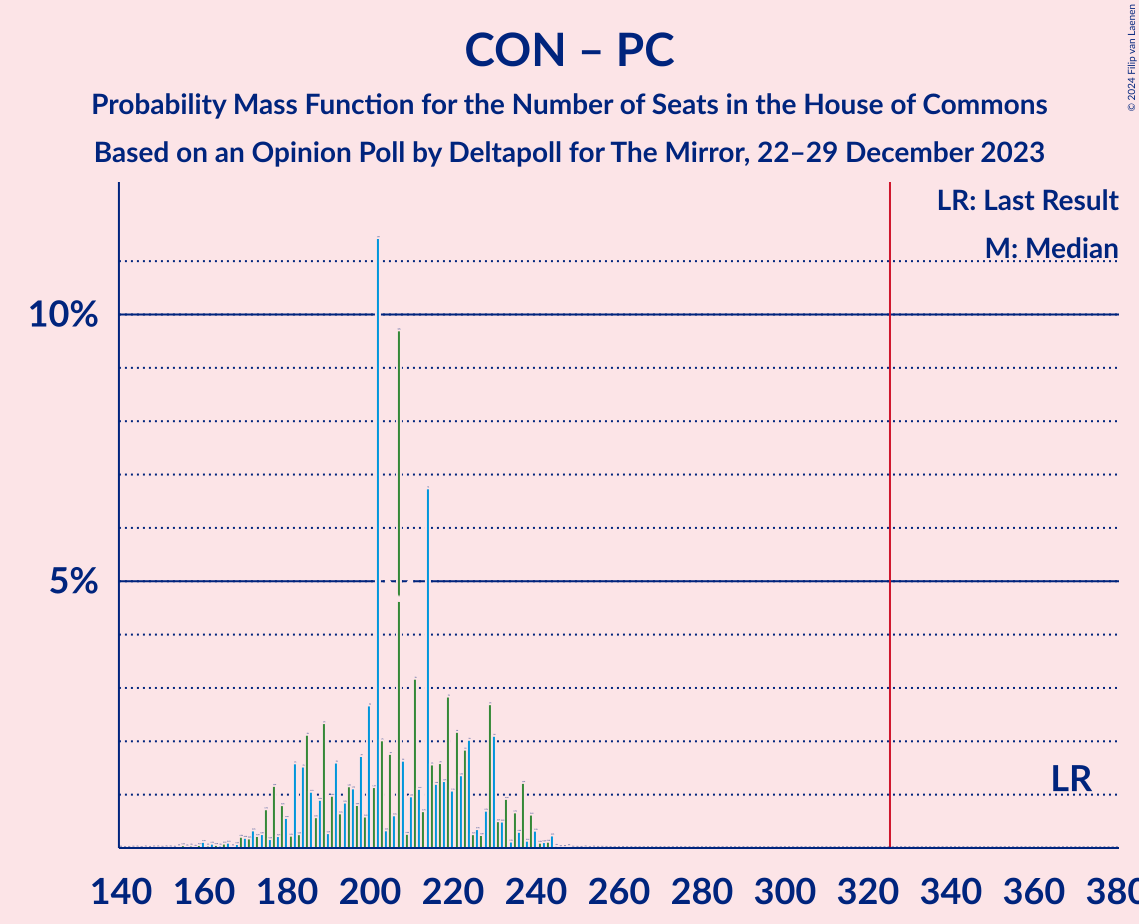 CON – PC
Probability Mass Function for the Number of Seats in the House of Commons
Based on an Opinion Poll by Deltapoll for The Mirror, 22–29 December 2023
© 2024 Filip van Laenen
LR: Last Result
M: Median
10%
5%
LR
140 160 180 200 220 240 260 280 300 320 340 360 380